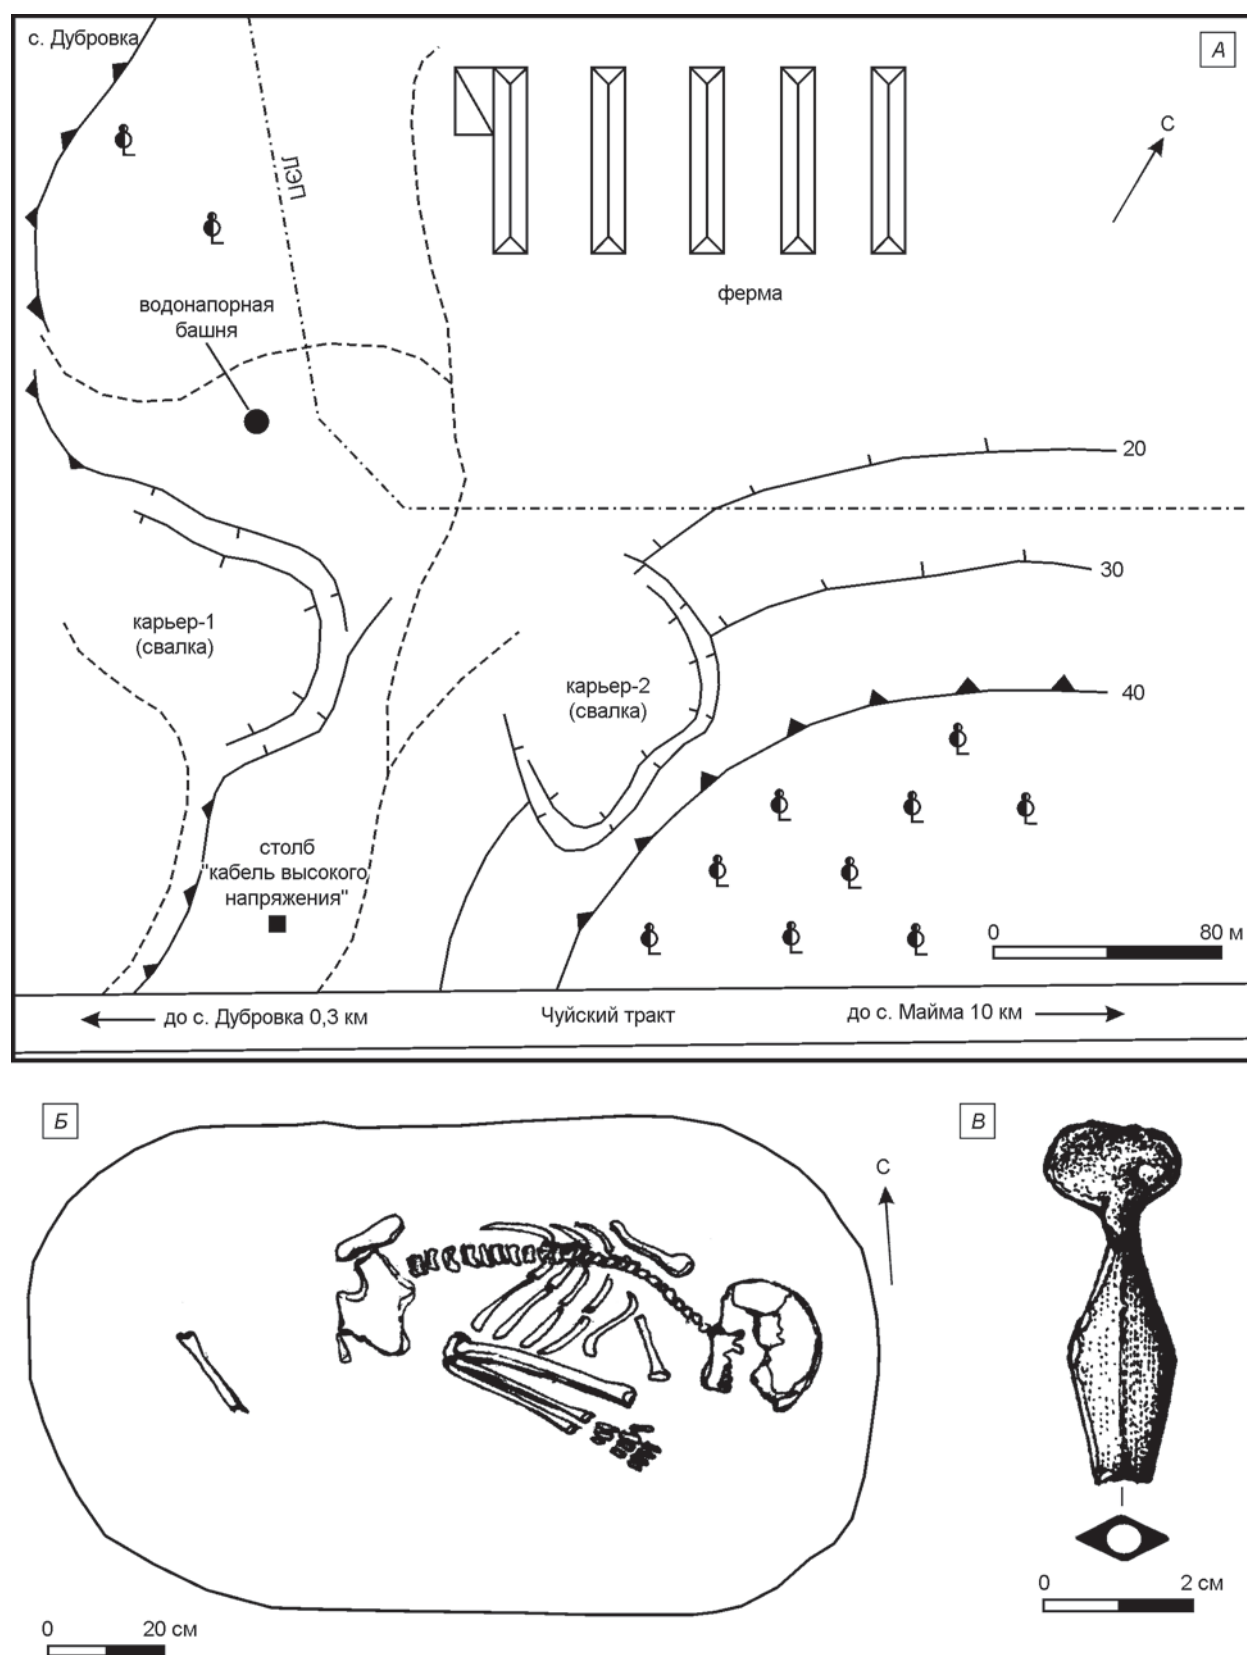 с. Дубровка
А
С
ЛЭП
водонапорная
башня
ферма
20
30
карьер-1
(свалка)
карьер-2
(свалка)
40
столб
"кабель высокого
напряжения"
0 80 м
до с. Дубровка 0,3 км
Чуйский тракт
до с. Майма 10 км
Б
С
В
0 20 см
0 2 см